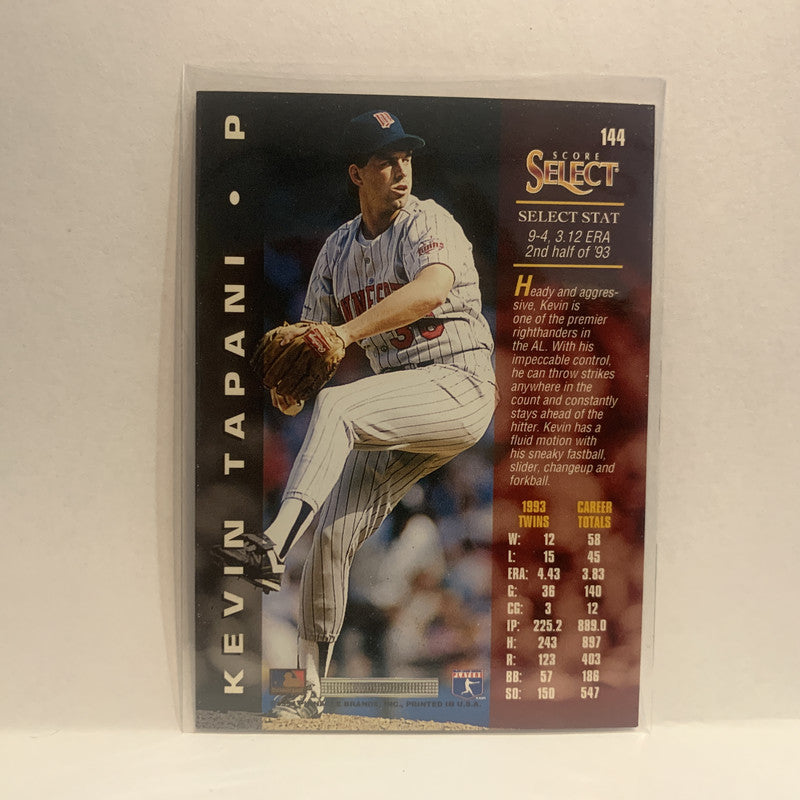 KEVIN TAPANI • P
144
SCORE
SELECT
SELECT STAT
9-4, 3.12 ERA
2nd half of '93
Heady and aggres-
sive, Kevin is
one of the premier
righthanders in
the AL. With his
impeccable control,
he can throw strikes
anywhere in the
count and constantly
stays ahead of the
hitter. Kevin has a
fluid motion with
his sneaky fastball,
slider, changeup and
forkball.
1993 CAREER
TWINS TOTALS
W: 12 58
L: 15 45
ERA: 4.43 3.83
G: 36 140
CG: 3 12
IP: 225.2 889.0
H: 243 897
R: 123 403
BB: 57 186
SO: 150 547
Twins
36
PLAYERS
BRANDS, INC., PRINTED IN U.S.A.